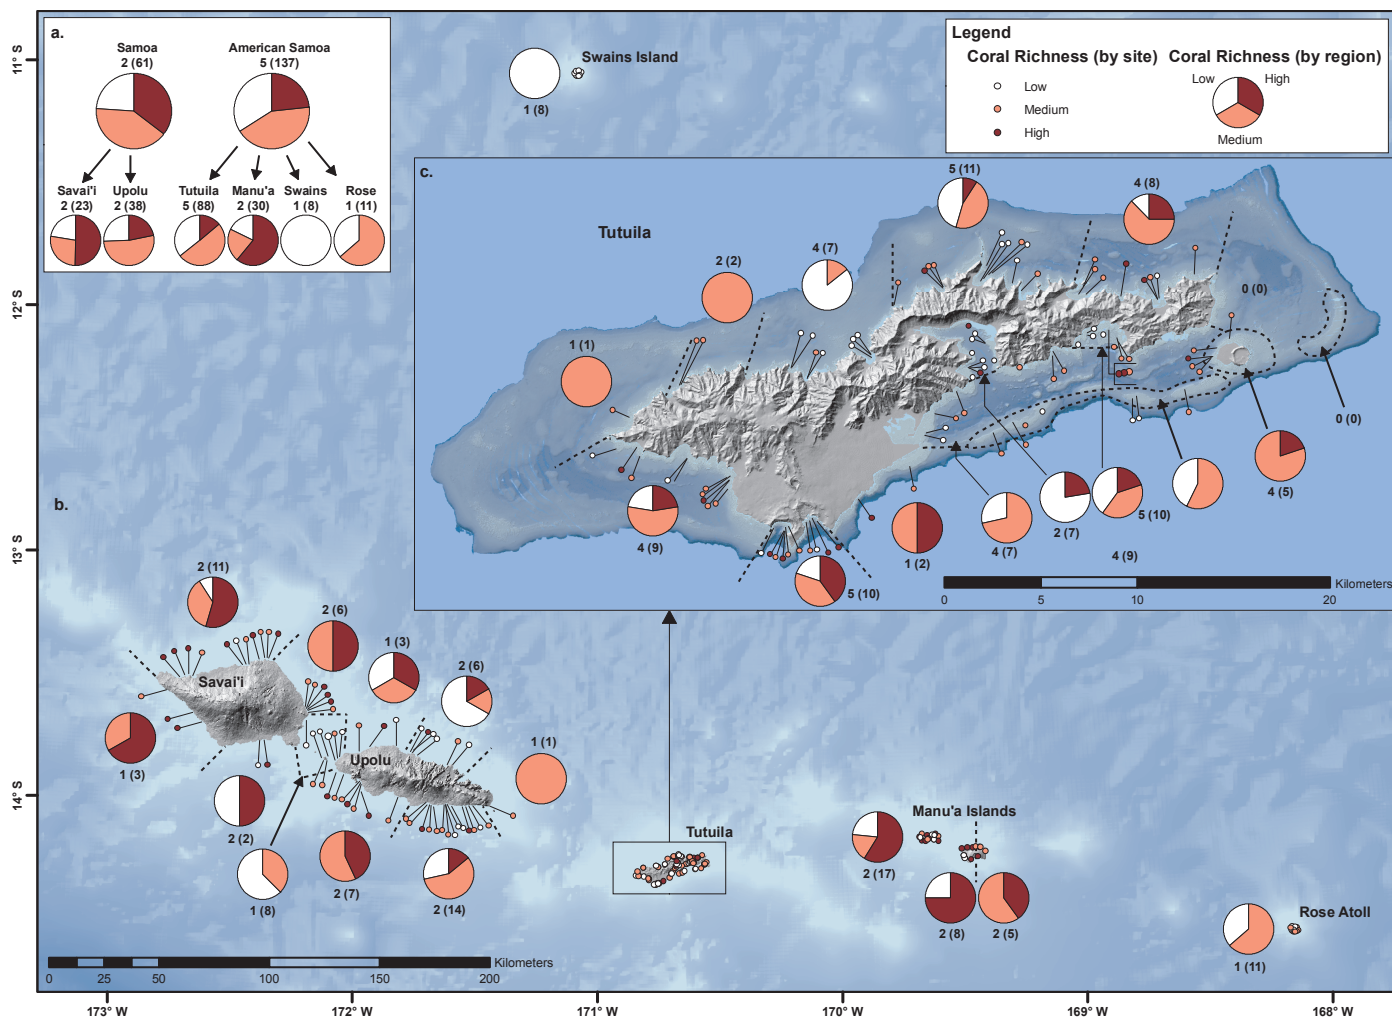 a.
Samoa
2 (61)
American Samoa
5 (137)
Savai'i
2 (23)
Upolu
2 (38)
Tutuila
5 (88)
Manu'a
2 (30)
Swains
1 (8)
Rose
1 (11)
Swains Island
1 (8)
Legend
Coral Richness (by site)
Low
Medium
High
Coral Richness (by region)
Low
High
Medium
c.
Tutuila
5 (11)
4 (8)
4 (7)
2 (2)
1 (1)
0 (0)
0 (0)
4 (5)
4 (9)
5 (10)
1 (2)
4 (7)
2 (7)
5 (10)
4 (9)
0
5
10
20
Kilometers
b.
2 (11)
2 (6)
1 (3)
2 (6)
Savai'i
1 (3)
Upolu
1 (1)
2 (2)
1 (8)
2 (7)
2 (14)
Tutuila
Manu'a Islands
2 (17)
2 (8)
2 (5)
Rose Atoll
1 (11)
0
25
50
100
150
200
Kilometers
11°S
12°S
13°S
14°S
173° W
172° W
171° W
170° W
169° W
168° W